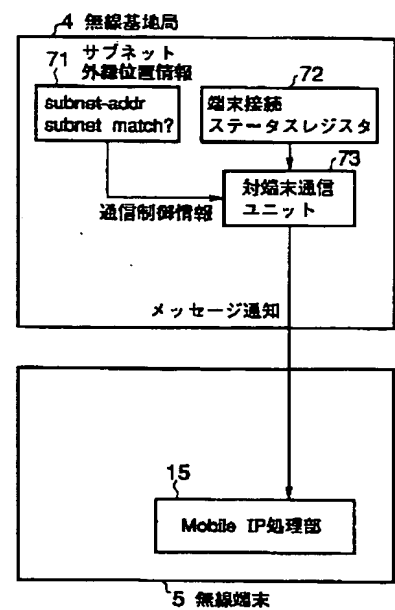 4 無線基地局
71 サブネット
外縁位置情報
subnet-addr
subnet match?
72
端末接続
ステータスレジスタ
73
対端末通信
ユニット
通信制御情報
メッセージ通知
15
Mobile IP処理部
5 無線端末